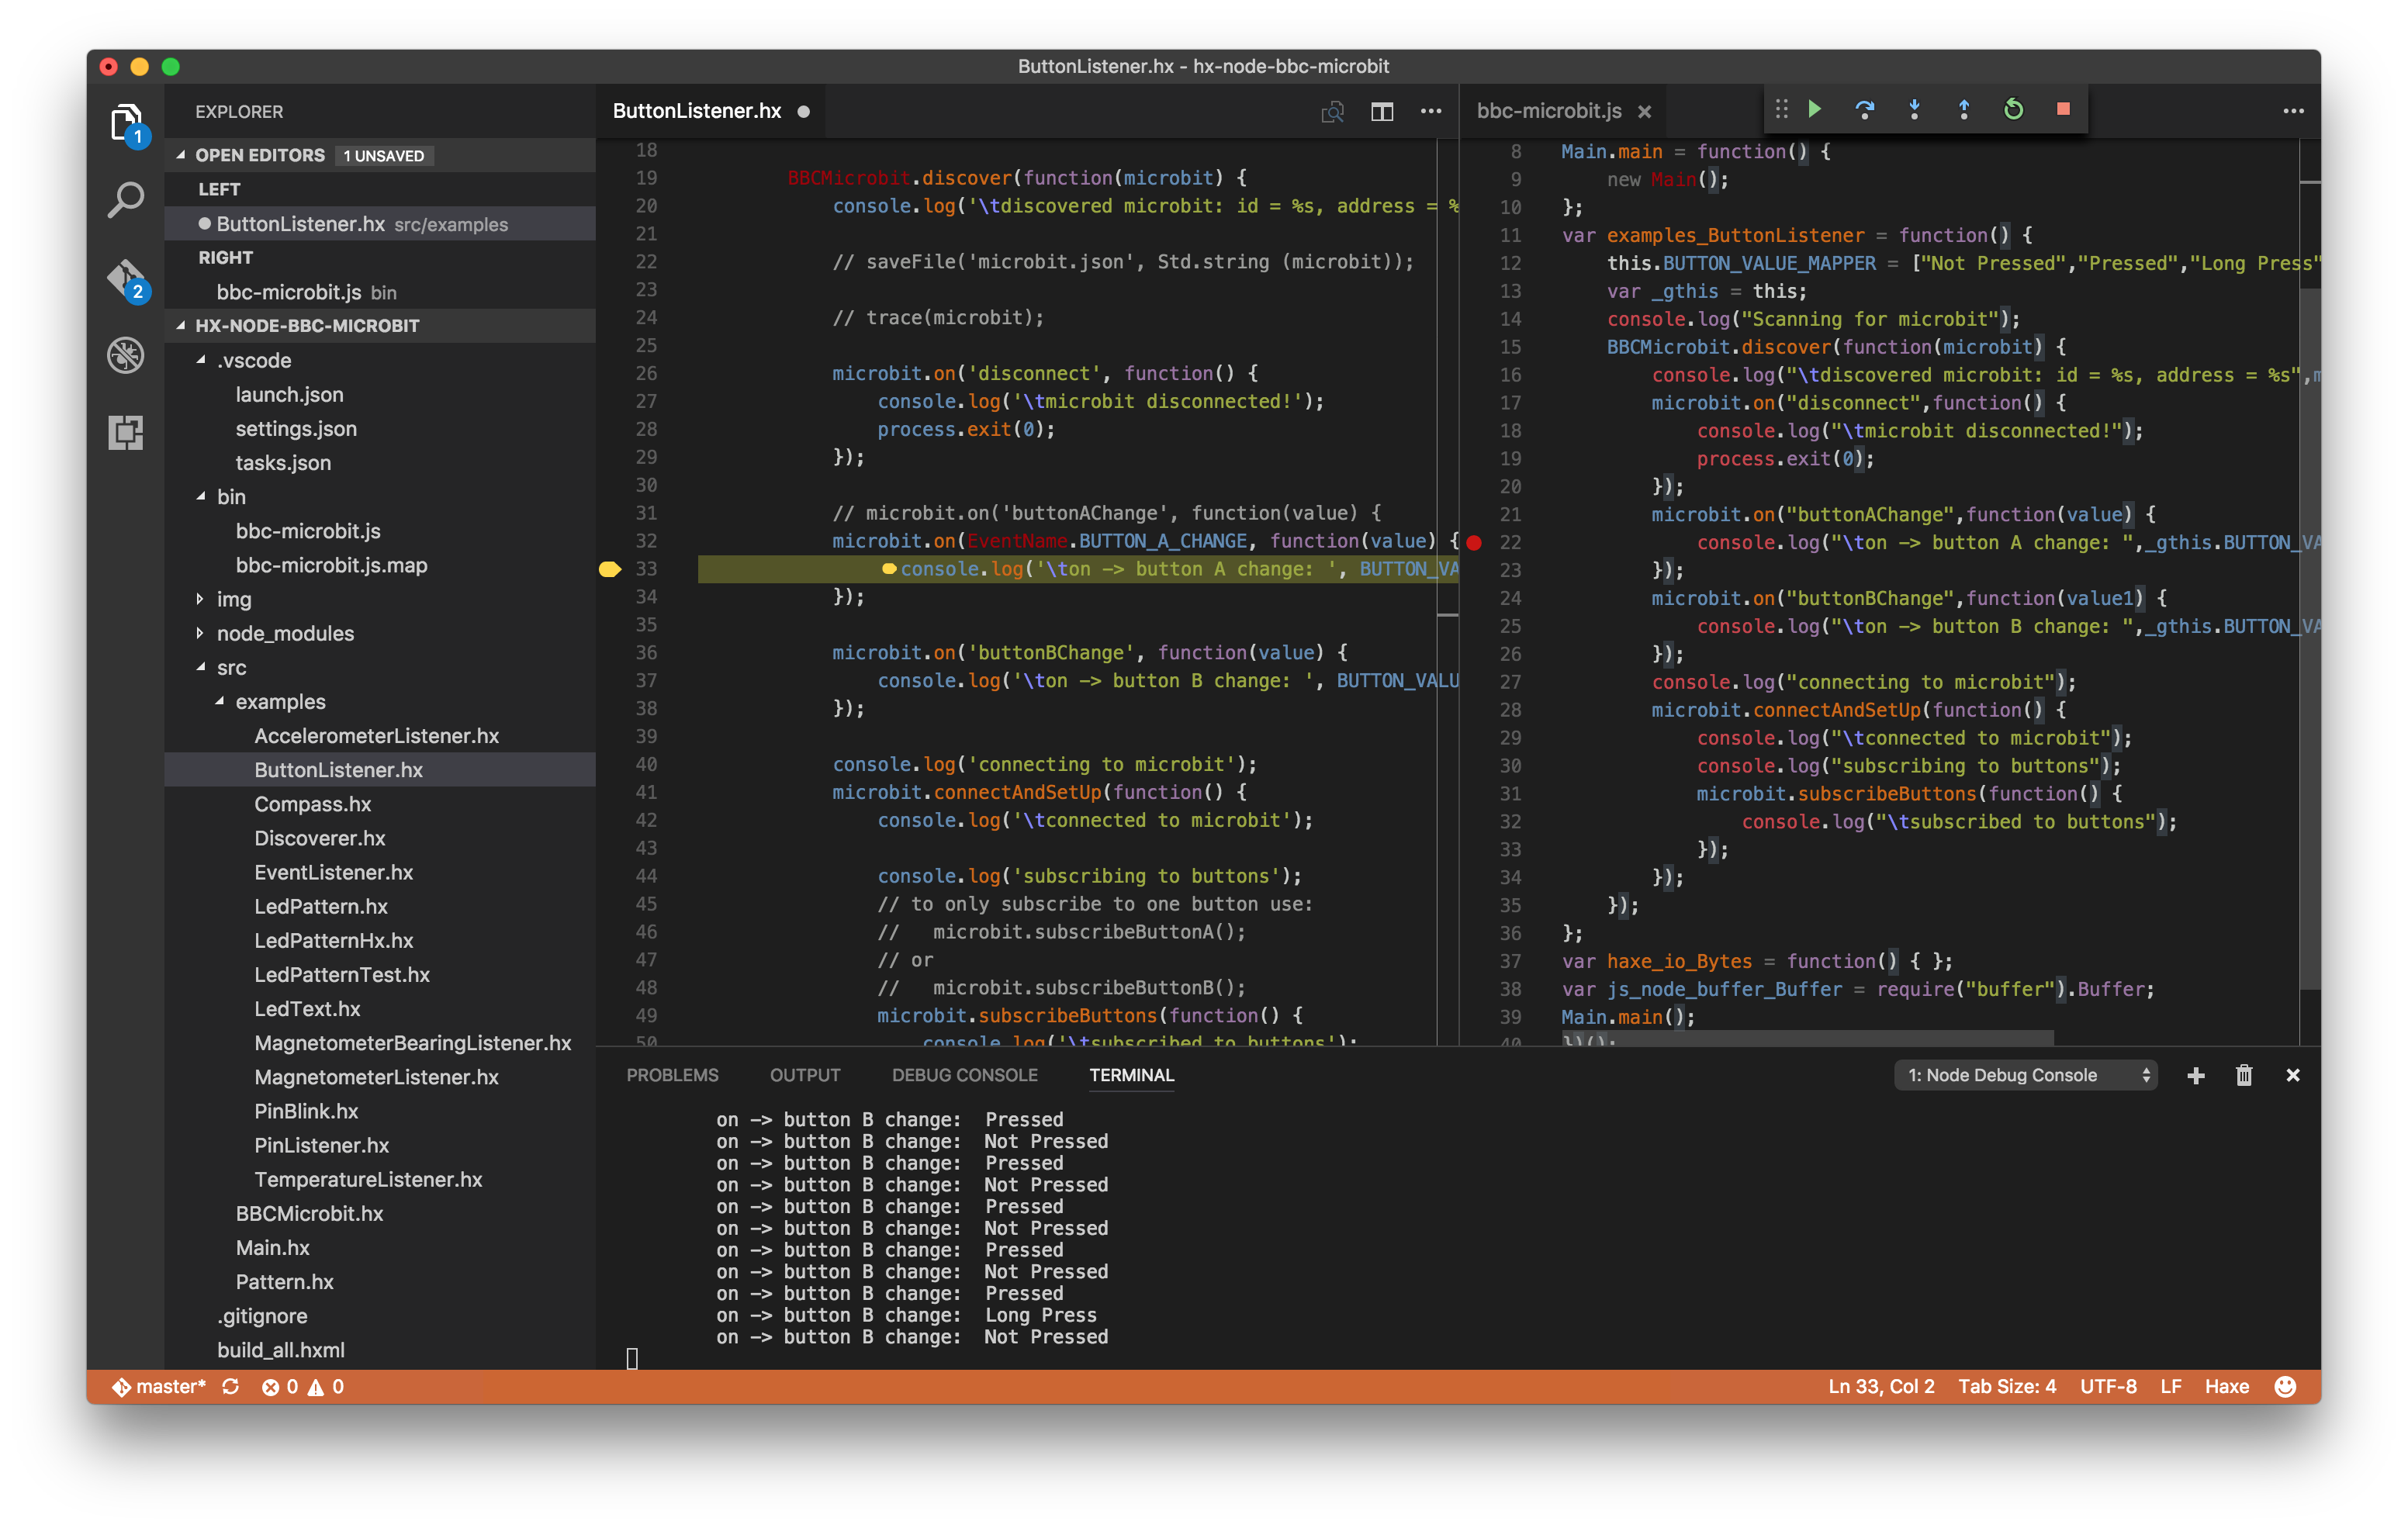 ButtonListener.hx - hx-node-bbc-microbit
1
2
EXPLORER
OPEN EDITORS 1 UNSAVED
LEFT
ButtonListener.hx src/examples
RIGHT
bbc-microbit.js bin
HX-NODE-BBC-MICROBIT
.vscode
launch.json
settings.json
tasks.json
bin
bbc-microbit.js
bbc-microbit.js.map
img
node_modules
src
examples
AccelerometerListener.hx
ButtonListener.hx
Compass.hx
Discoverer.hx
EventListener.hx
LedPattern.hx
LedPatternHx.hx
LedPatternTest.hx
LedText.hx
MagnetometerBearingListener.hx
MagnetometerListener.hx
PinBlink.hx
PinListener.hx
TemperatureListener.hx
BBCMicrobit.hx
Main.hx
Pattern.hx
.gitignore
build_all.hxml
ButtonListener.hx
18
19 BBCMicrobit.discover(function(microbit) {
20 console.log('\tdiscovered microbit: id = %s, address = %
21
22 // saveFile('microbit.json', Std.string (microbit));
23
24 // trace(microbit);
25
26 microbit.on('disconnect', function() {
27 console.log('\tmicrobit disconnected!');
28 process.exit(0);
29 });
30
31 // microbit.on('buttonAChange', function(value) {
32 microbit.on(EventName.BUTTON_A_CHANGE, function(value) {
33 console.log('\ton -> button A change: ', BUTTON_VA
34 });
35
36 microbit.on('buttonBChange', function(value) {
37 console.log('\ton -> button B change: ', BUTTON_VALU
38 });
39
40 console.log('connecting to microbit');
41 microbit.connectAndSetUp(function() {
42 console.log('\tconnected to microbit');
43
44 console.log('subscribing to buttons');
45 // to only subscribe to one button use:
46 // microbit.subscribeButtonA();
47 // or
48 // microbit.subscribeButtonB();
49 microbit.subscribeButtons(function() {
50 console.log('\tsubscribed to buttons');
bbc-microbit.js
8 Main.main = function() {
9 new Main();
10 };
11 var examples_ButtonListener = function() {
12 this.BUTTON_VALUE_MAPPER = ["Not Pressed","Pressed","Long Press"
13 var _gthis = this;
14 console.log("Scanning for microbit");
15 BBCMicrobit.discover(function(microbit) {
16 console.log("\tdiscovered microbit: id = %s, address = %s",m
17 microbit.on("disconnect",function() {
18 console.log("\tmicrobit disconnected!");
19 process.exit(0);
20 });
21 microbit.on("buttonAChange",function(value) {
22 console.log("\ton -> button A change: ",_gthis.BUTTON_VA
23 });
24 microbit.on("buttonBChange",function(value1) {
25 console.log("\ton -> button B change: ",_gthis.BUTTON_VA
26 });
27 console.log("connecting to microbit");
28 microbit.connectAndSetUp(function() {
29 console.log("\tconnected to microbit");
30 console.log("subscribing to buttons");
31 microbit.subscribeButtons(function() {
32 console.log("\tsubscribed to buttons");
33 });
34 });
35 });
36 };
37 var haxe_io_Bytes = function() { };
38 var js_node_buffer_Buffer = require("buffer").Buffer;
39 Main.main();
40 })();
PROBLEMS OUTPUT DEBUG CONSOLE TERMINAL 1: Node Debug Console
on -> button B change: Pressed
on -> button B change: Not Pressed
on -> button B change: Pressed
on -> button B change: Not Pressed
on -> button B change: Pressed
on -> button B change: Not Pressed
on -> button B change: Pressed
on -> button B change: Not Pressed
on -> button B change: Pressed
on -> button B change: Long Press
on -> button B change: Not Pressed
master* 0 0 Ln 33, Col 2 Tab Size: 4 UTF-8 LF Haxe